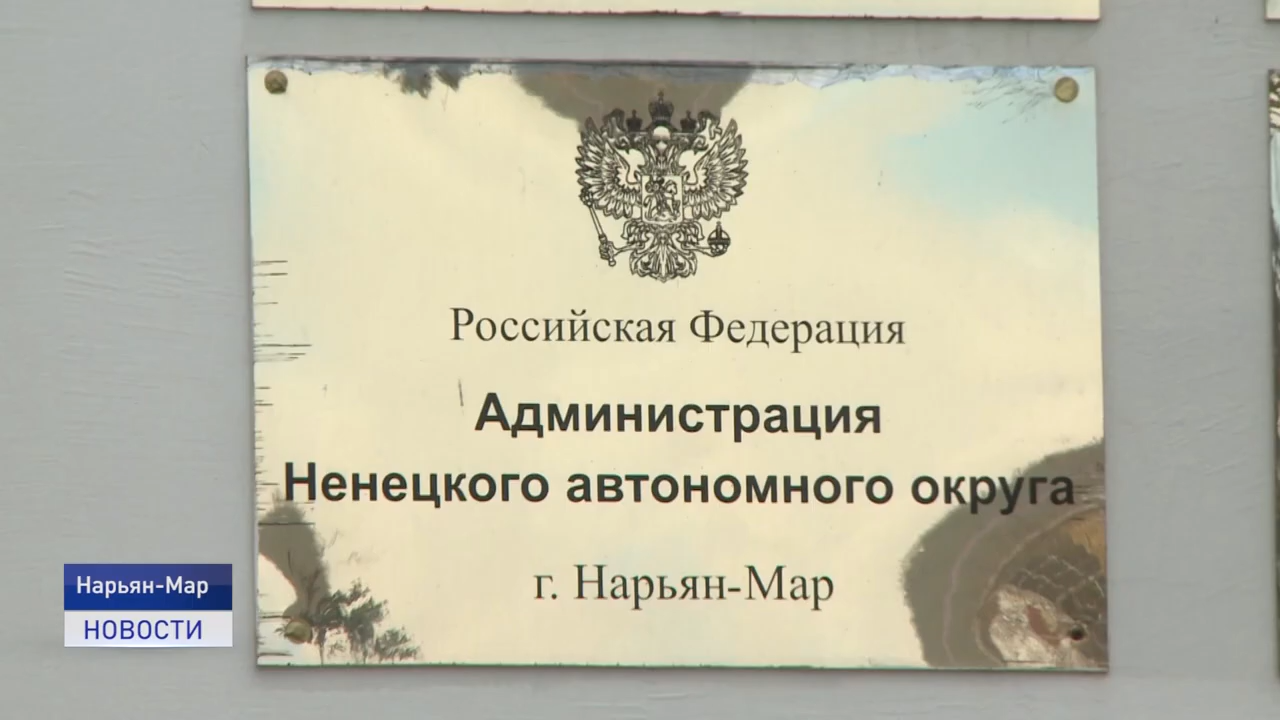 Российская Федерация
Администрация
Ненецкого автономного округа
г. Нарьян-Мар
Нарьян-Мар
НОВОСТИ